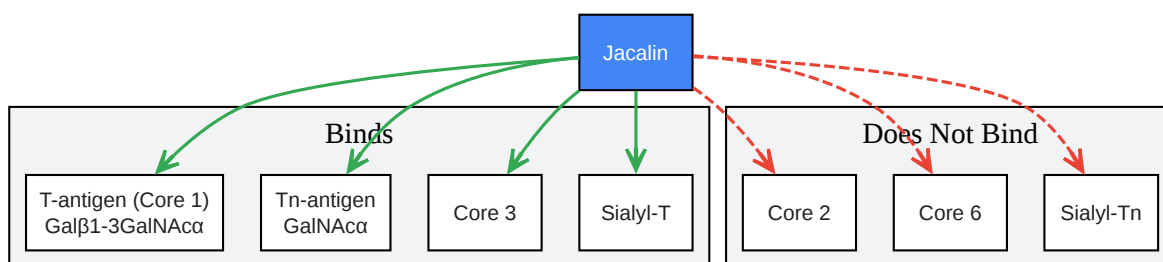 Jacalin
Binds
Does Not Bind
T-antigen (Core 1)
Galβ1-3GalNAcα
Tn-antigen
GalNAcα
Core 3
Sialyl-T
Core 2
Core 6
Sialyl-Tn